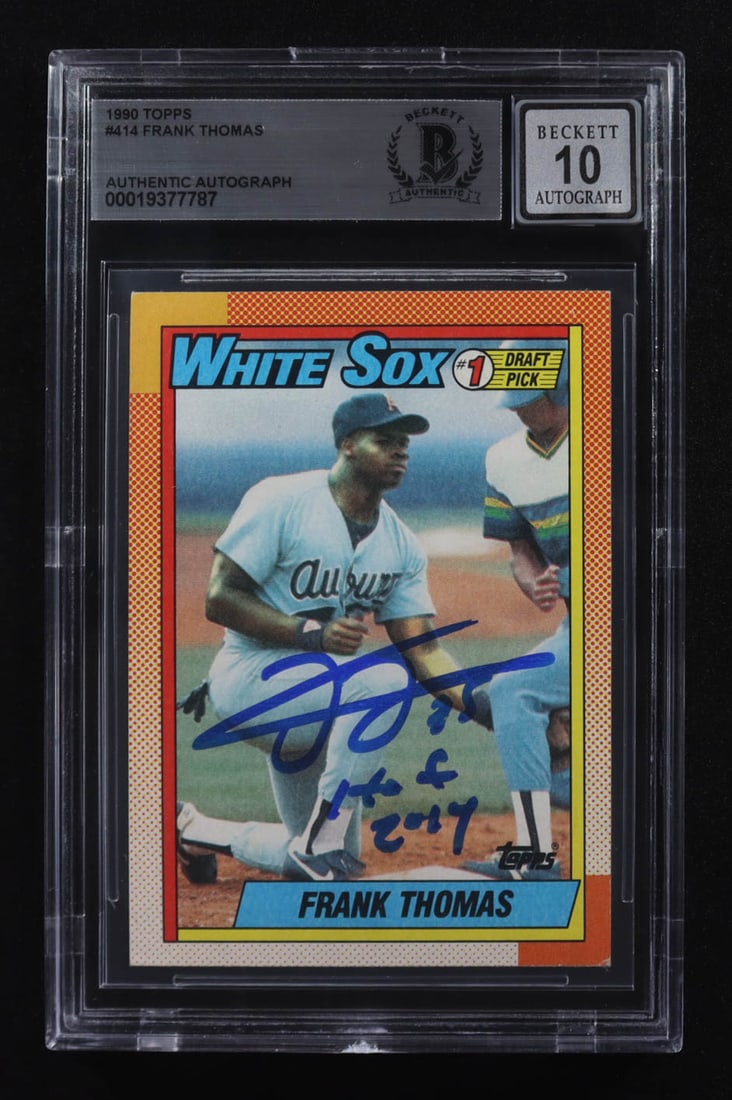 1990 TOPPS
#414 FRANK THOMAS
AUTHENTIC AUTOGRAPH
00019377787
BECKETT
B
AUTHENTIC
BECKETT
10
AUTOGRAPH
WHITE SOX #1 DRAFT PICK
A
Auburn
35
Hof
2014
TOPPS®
FRANK THOMAS